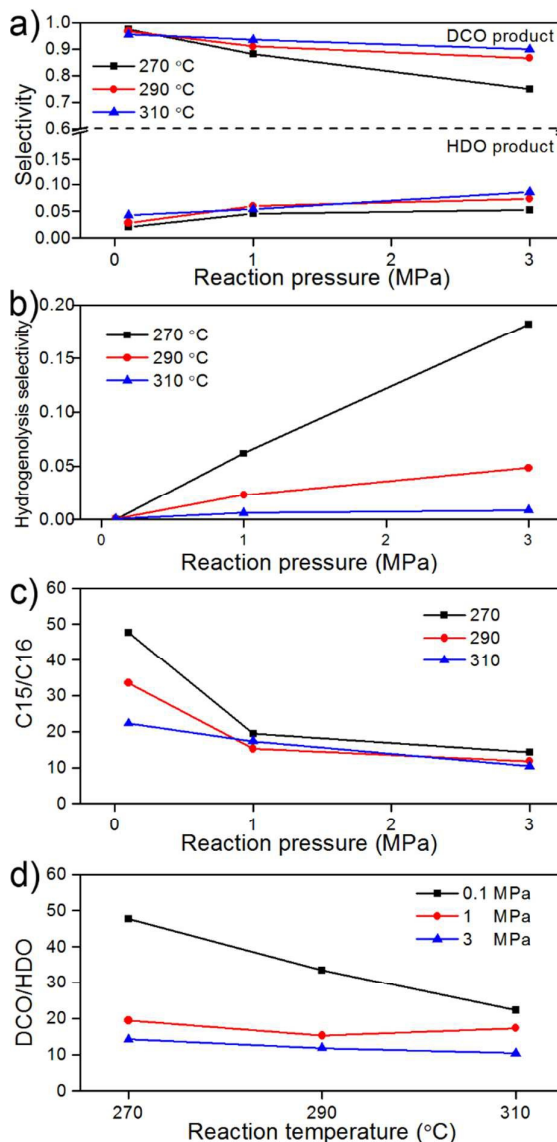 a)
1.0
0.9
0.8
0.7
0.6
0.15
0.10
0.05
0.00
Selectivity
DCO product
270 °C
290 °C
310 °C
HDO product
0 1 2 3
Reaction pressure (MPa)
b)
0.20
0.15
0.10
0.05
0.00
Hydrogenolysis selectivity
270 °C
290 °C
310 °C
0 1 2 3
Reaction pressure (MPa)
c)
60
50
40
30
20
10
0
C15/C16
270
290
310
0 1 2 3
Reaction pressure (MPa)
d)
60
50
40
30
20
10
0
DCO/HDO
0.1 MPa
1 MPa
3 MPa
270 290 310
Reaction temperature (°C)